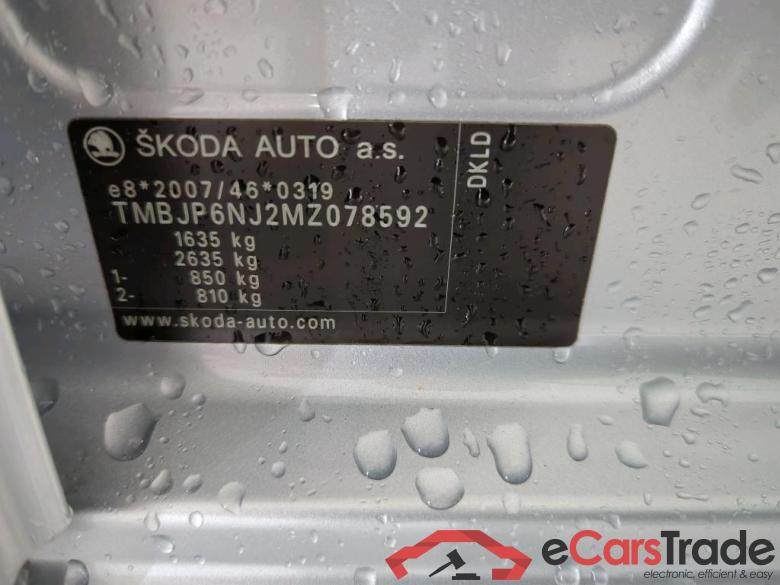 ŠKODA AUTO a.s.
e8*2007/46*0319
TMBJP6NJ2MZ078592
1635 kg
2635 kg
1- 850 kg
2- 810 kg
www.skoda-auto.com
DKLD
eCarsTrade
electronic, efficient & easy